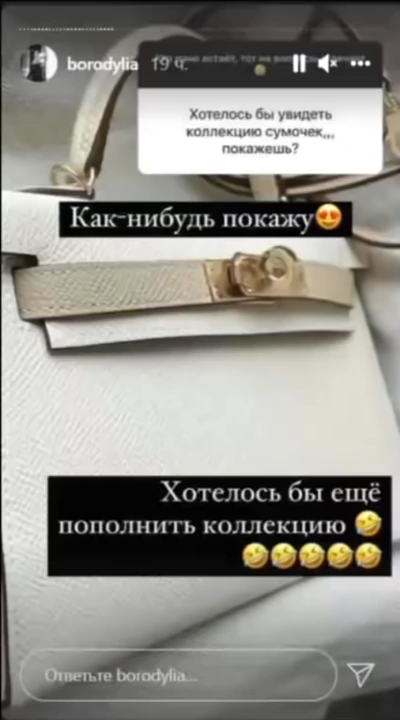 borodylia 19 ч.
Хотелось бы увидеть
коллекцию сумочек,,,
покажешь?
Как-нибудь покажу😍
Хотелось бы ещё
пополнить коллекцию 🤣
🤣🤣🤣🤣🤣
Ответьте borodylia...